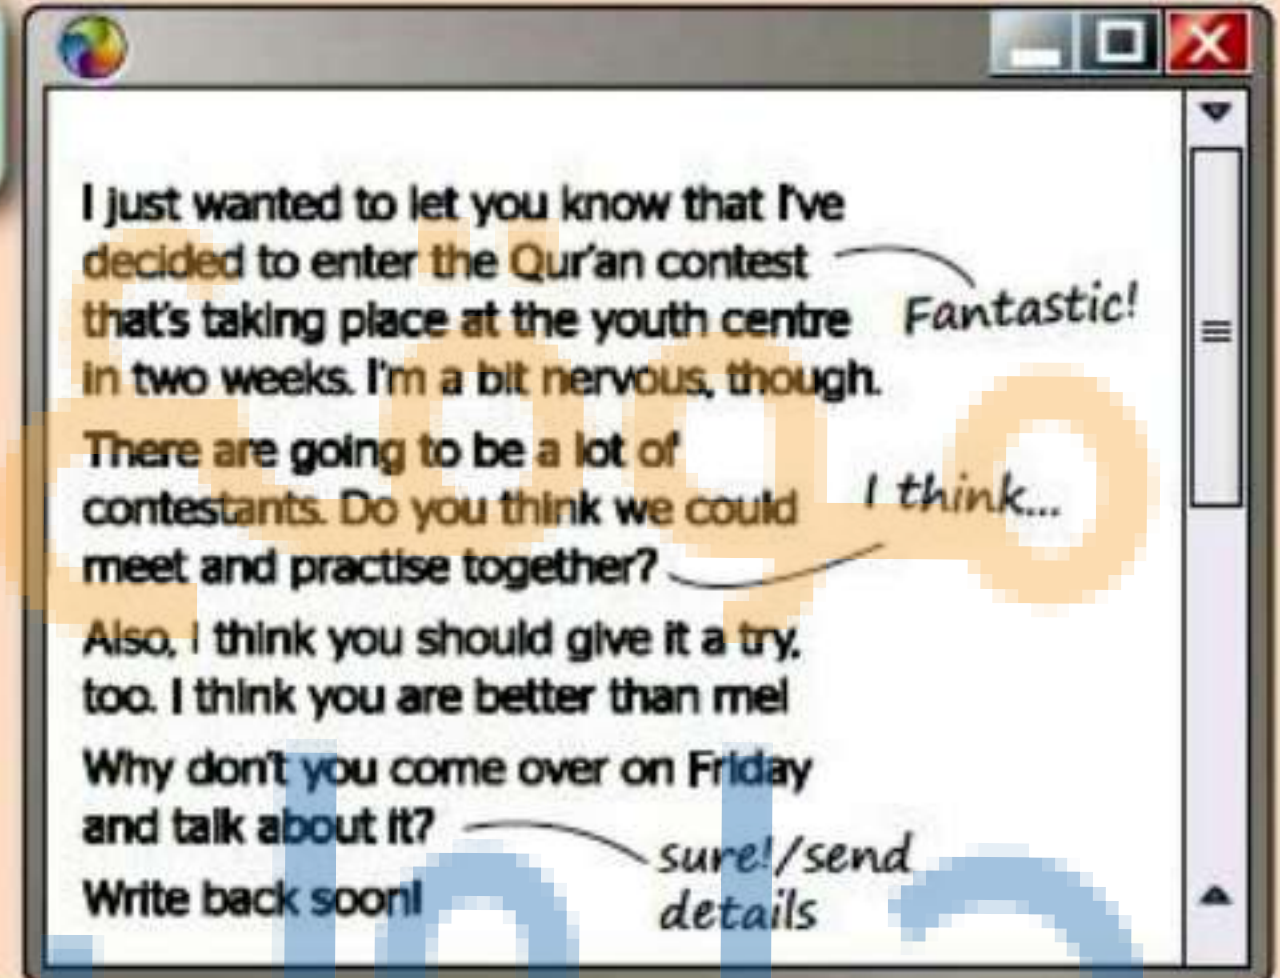 I just wanted to let you know that I've
decided to enter the Qur'an contest
Fantastic!
that's taking place at the youth centre
in two weeks. I'm a bit nervous, though.
There are going to be a lot of
contestants. Do you think we could
I think...
meet and practise together?
Also, I think you should give it a try,
too. I think you are better than me!
Why don't you come over on Friday
and talk about it?
sure!/send
details
Write back soon!